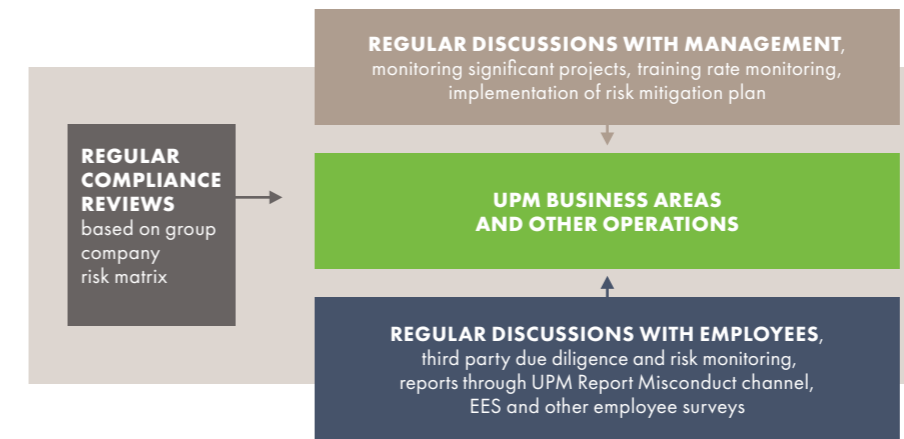 REGULAR DISCUSSIONS WITH MANAGEMENT,
monitoring significant projects, training rate monitoring,
implementation of risk mitigation plan
REGULAR
COMPLIANCE
REVIEWS
based on group
company
risk matrix
UPM BUSINESS AREAS
AND OTHER OPERATIONS
REGULAR DISCUSSIONS WITH EMPLOYEES,
third party due diligence and risk monitoring,
reports through UPM Report Misconduct channel,
EES and other employee surveys